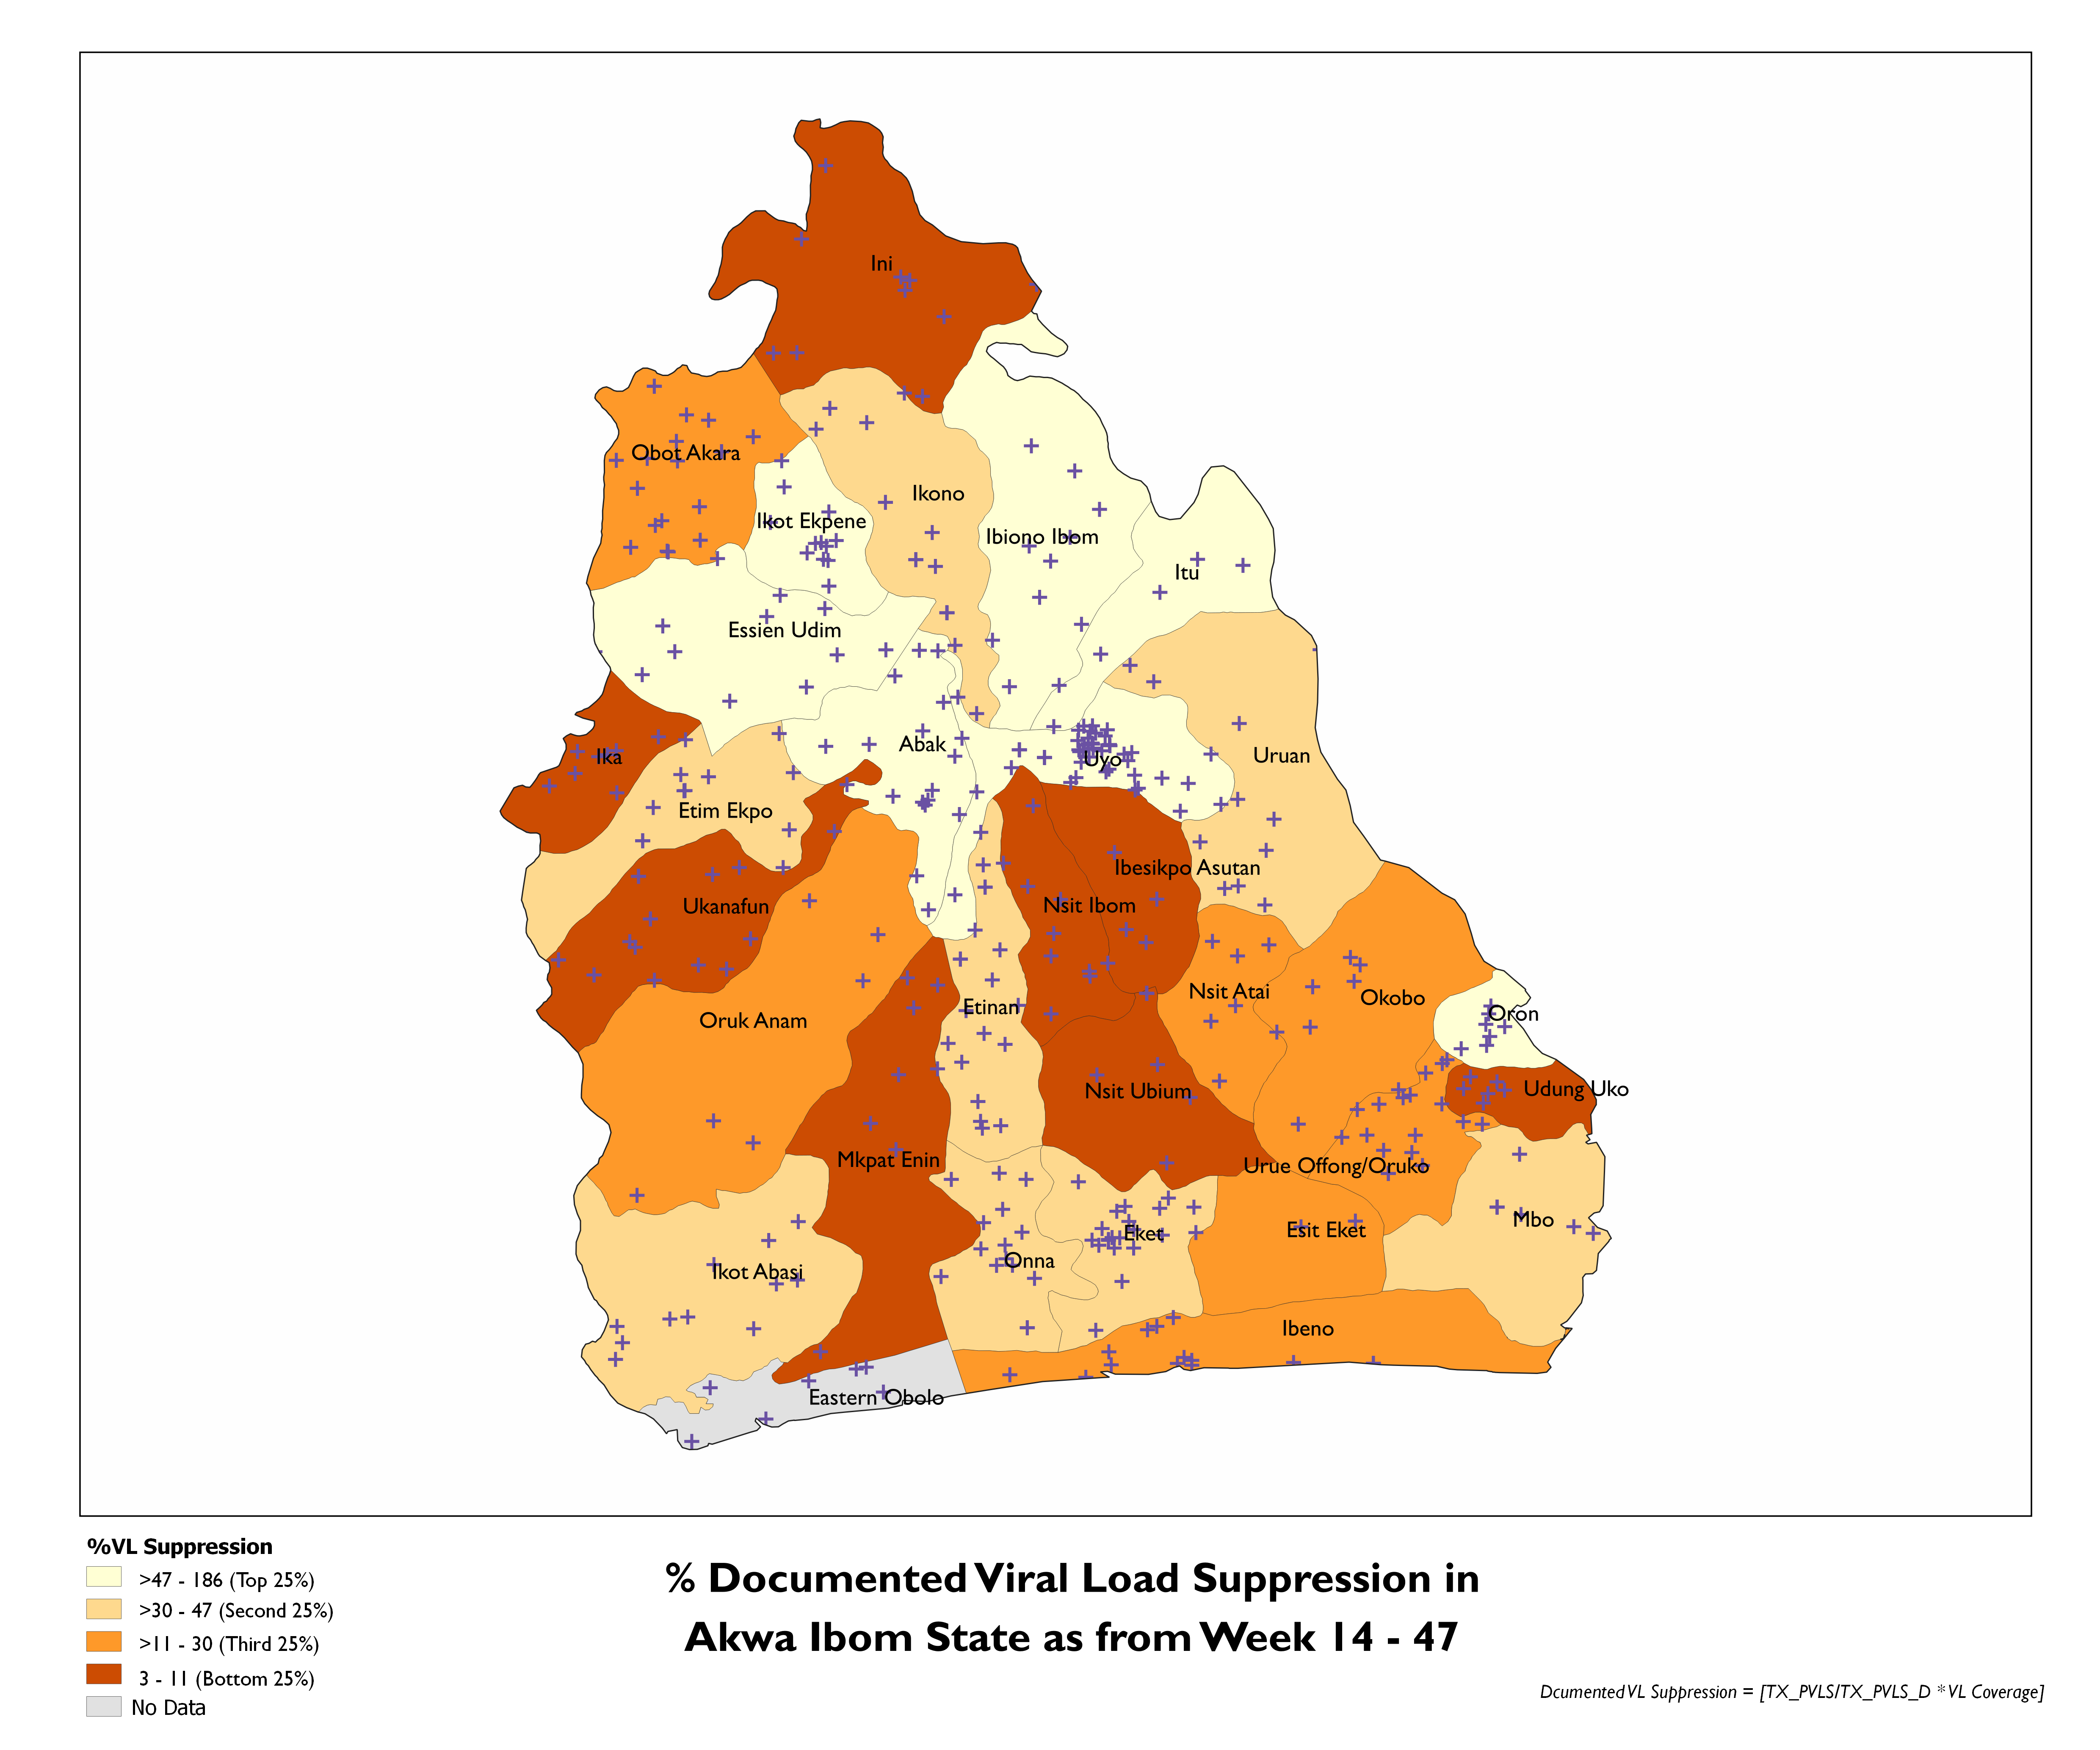 Ini
Obot Akara
Ikono
Ikot Ekpene
Ibiono Ibom
Itu
Essien Udim
Abak
Uyo
Uruan
Ika
Etim Ekpo
Ibesikpo Asutan
Ukanafun
Nsit Ibom
Nsit Atai
Okobo
Etinan
Oron
Oruk Anam
Nsit Ubium
Udung Uko
Mkpat Enin
Urue Offong/Oruko
Mbo
Eket
Esit Eket
Onna
Ikot Abasi
Ibeno
Eastern Obolo
%VL Suppression
>47 - 186 (Top 25%)
>30 - 47 (Second 25%)
>11 - 30 (Third 25%)
3 - 11 (Bottom 25%)
No Data
% Documented Viral Load Suppression in
Akwa Ibom State as from Week 14 - 47
Dcumented VL Suppression = [TX_PVLS/TX_PVLS_D * VL Coverage]